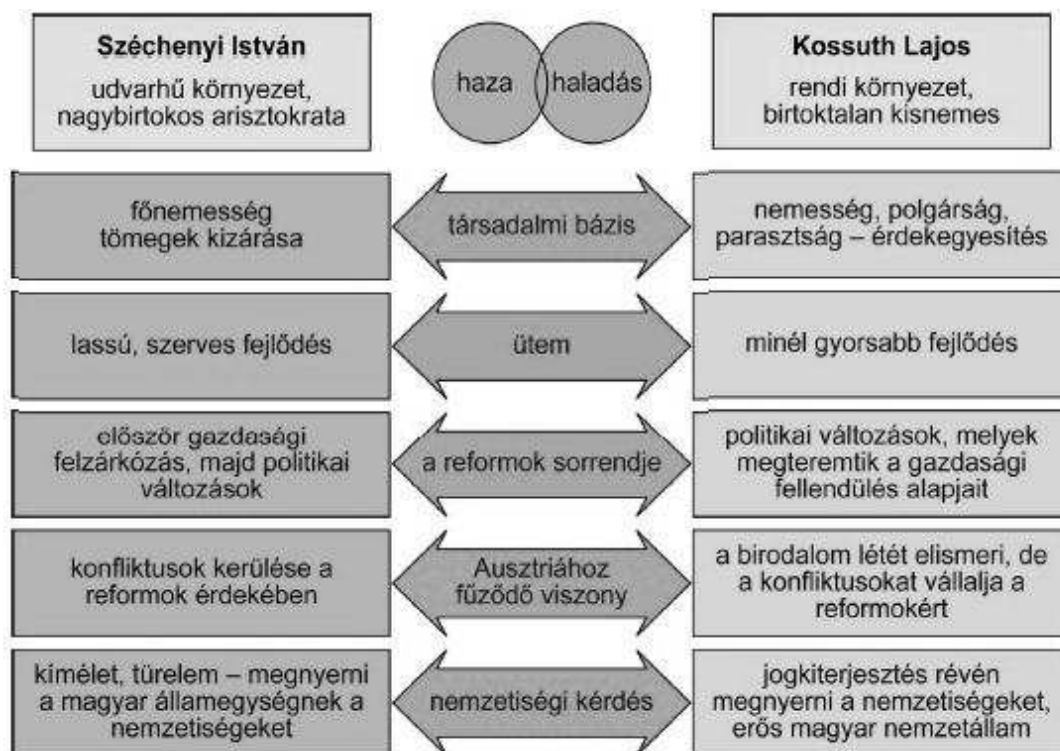 Széchenyi István
udvarhű környezet,
nagybirtokos arisztokrata
haza
haladás
Kossuth Lajos
rendi környezet,
birtoktalan kisnemes
főnemesség
tömegek kizárása
társadalmi bázis
nemesség, polgárság,
parasztság – érdekegyesítés
lassú, szerves fejlődés
ütem
minél gyorsabb fejlődés
először gazdasági
felzárkózás, majd politikai
változások
a reformok sorrendje
politikai változások, melyek
megteremtik a gazdasági
fellendülés alapjait
konfliktusok kerülése a
reformok érdekében
Ausztriához
fűződő viszony
a birodalom létét elismeri, de
a konfliktusokat vállalja a
reformokért
kímélet, türelem – megnyerni
a magyar államegységnek a
nemzetiségeket
nemzetiségi kérdés
jogkiterjesztés révén
megnyerni a nemzetiségeket,
erős magyar nemzetállam